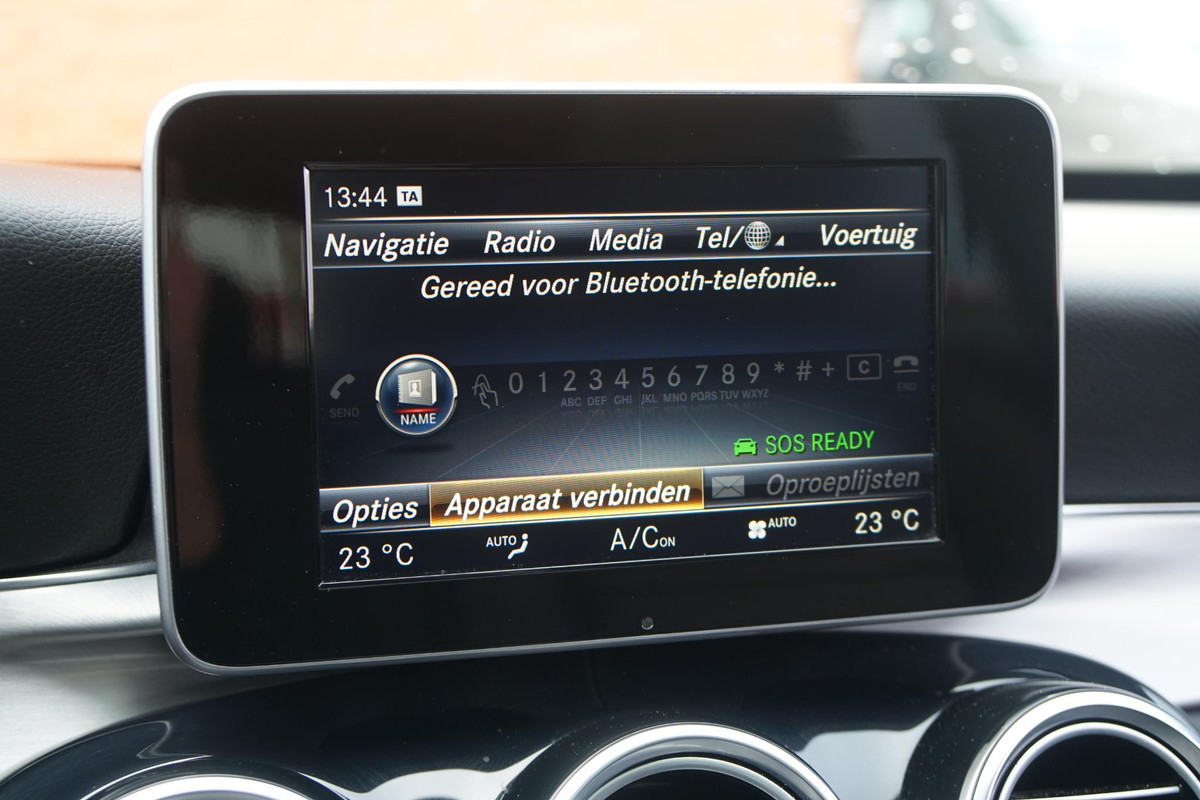 13:44 TA
Navigatie Radio Media Tel/ Voertuig
Gereed voor Bluetooth-telefonie...
SEND NAME 0 1 2 3 4 5 6 7 8 9 * # + C END
ABC DEF GHI JKL MNO PQRS TUV WXYZ
SOS READY
Opties Apparaat verbinden Oproeplijsten
23 °C AUTO A/C ON AUTO 23 °C